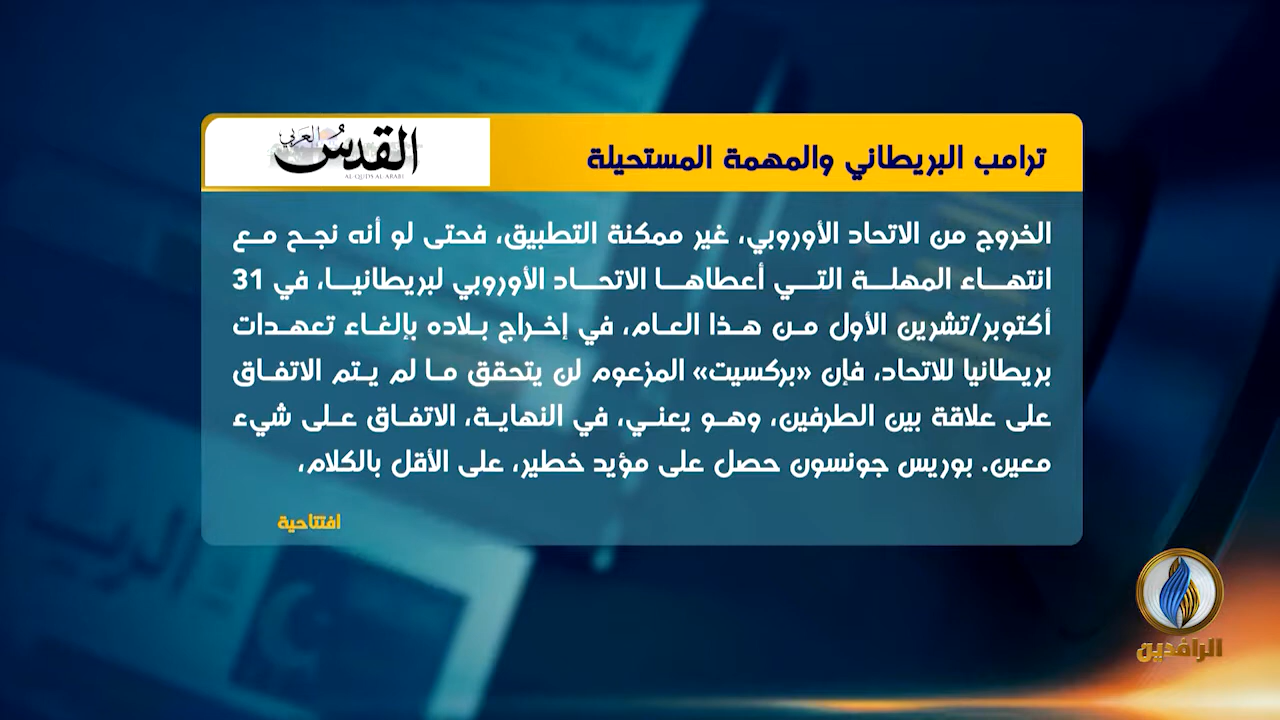 ترامب البريطاني والمهمة المستحيلة
القدس العربي
AL-QUDS AL-ARABI
الخروج من الاتحاد الأوروبي، غير ممكنة التطبيق، فحتى لو أنه نجح مع
انتهاء المهلة التي أعطاها الاتحاد الأوروبي لبريطانيا، في 31
أكتوبر/تشرين الأول من هذا العام، في إخراج بلاده بإلغاء تعهدات
بريطانيا للاتحاد، فإن «بركسيت» المزعوم لن يتحقق ما لم يتم الاتفاق
على علاقة بين الطرفين، وهو يعني، في النهاية، الاتفاق على شيء
معين. بوريس جونسون حصل على مؤيد خطير، على الأقل بالكلام،
افتتاحية
الرافدين